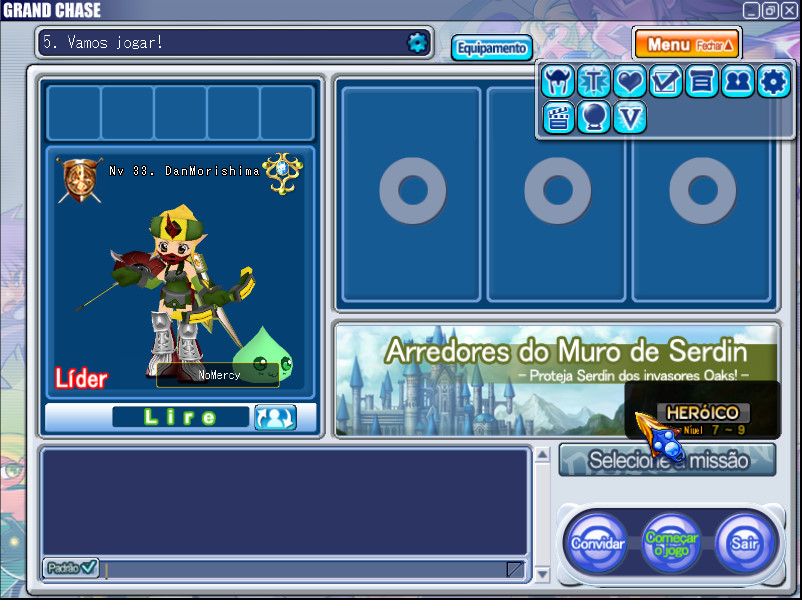 GRAND CHASE
5. Vamos jogar!
Equipamento
Menu Fechar
Nv 33. DanMorishima
Líder
NoMercy
Lire
Arredores do Muro de Serdin
- Proteja Serdin dos invasores Oaks! -
HERÓICO
Nível 7 ~ 9
Selecione a missão
Padrão
Convidar
Começar o jogo
Sair